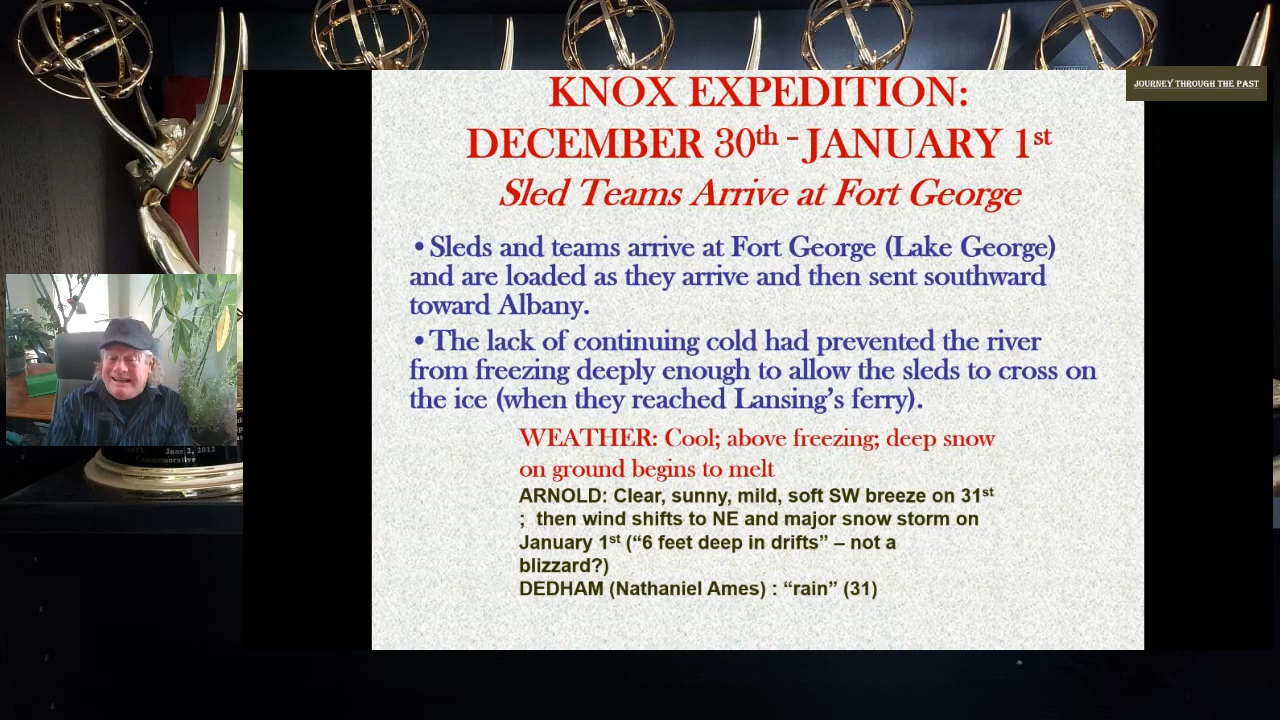 JOURNEY THROUGH THE PAST
KNOX EXPEDITION:
DECEMBER 30th - JANUARY 1st
Sled Teams Arrive at Fort George
• Sleds and teams arrive at Fort George (Lake George)
and are loaded as they arrive and then sent southward
toward Albany.
• The lack of continuing cold had prevented the river
from freezing deeply enough to allow the sleds to cross on
the ice (when they reached Lansing’s ferry).
WEATHER: Cool; above freezing; deep snow
on ground begins to melt
ARNOLD: Clear, sunny, mild, soft SW breeze on 31st
; then wind shifts to NE and major snow storm on
January 1st (“6 feet deep in drifts” – not a
blizzard?)
DEDHAM (Nathaniel Ames) : “rain” (31)
June 2, 2012
Commemorative